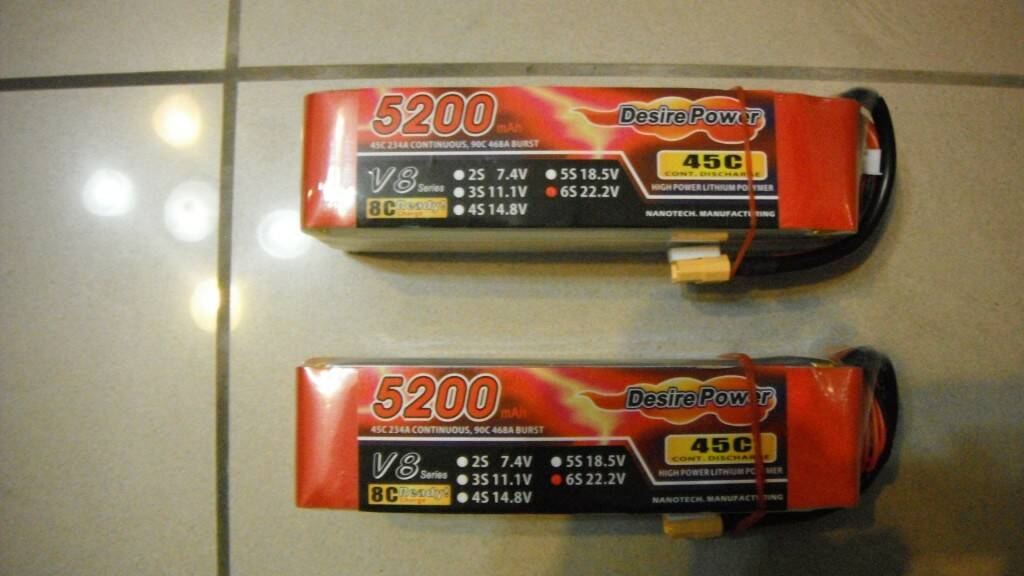 5200 mAh
Desire Power
45C 234A CONTINUOUS, 90C 468A BURST
45C
CONT. DISCHARGE
V8 Series
2S 7.4V
5S 18.5V
3S 11.1V
6S 22.2V
HIGH POWER LITHIUM POLYMER
8C Ready!
Charge
4S 14.8V
NANOTECH. MANUFACTURING
5200 mAh
Desire Power
45C 234A CONTINUOUS, 90C 468A BURST
45C
CONT. DISCHARGE
V8 Series
2S 7.4V
5S 18.5V
3S 11.1V
6S 22.2V
HIGH POWER LITHIUM POLYMER
8C Ready!
Charge
4S 14.8V
NANOTECH. MANUFACTURING